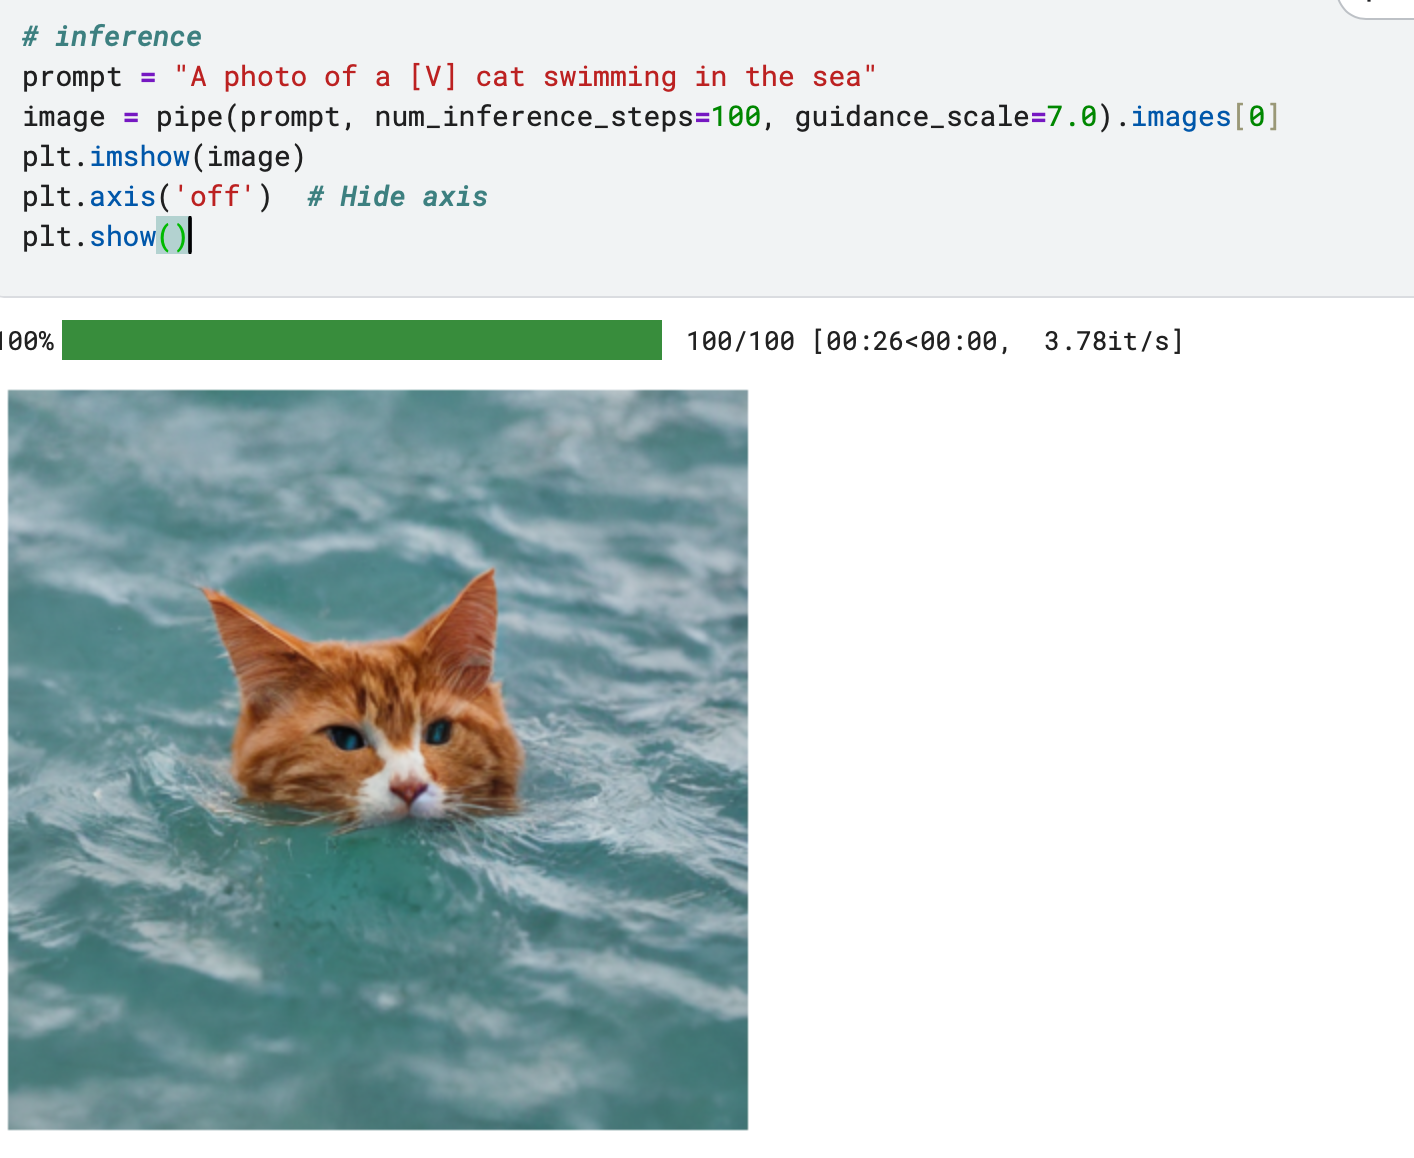 # inference
prompt = "A photo of a [V] cat swimming in the sea"
image = pipe(prompt, num_inference_steps=100, guidance_scale=7.0).images[0]
plt.imshow(image)
plt.axis('off')  # Hide axis
plt.show()
100% 100/100 [00:26<00:00,  3.78it/s]